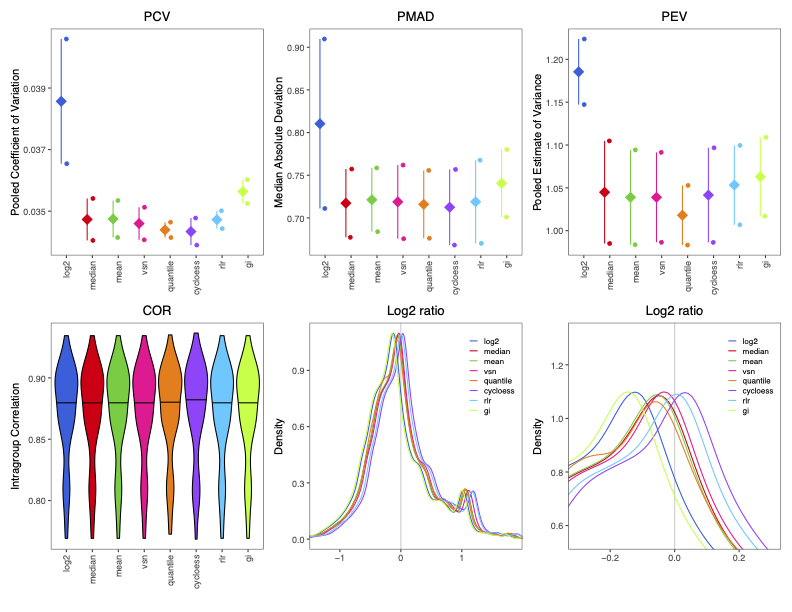 PCV
Pooled Coefficient of Variation
0.039
0.037
0.035
log2
median
mean
vsn
quantile
cycloess
rlr
gi
PMAD
Median Absolute Deviation
0.90
0.85
0.80
0.75
0.70
log2
median
mean
vsn
quantile
cycloess
rlr
gi
PEV
Pooled Estimate of Variance
1.20
1.15
1.10
1.05
1.00
log2
median
mean
vsn
quantile
cycloess
rlr
gi
COR
Intragroup Correlation
0.90
0.85
0.80
log2
median
mean
vsn
quantile
cycloess
rlr
gi
Log2 ratio
Density
0.9
0.6
0.3
0.0
−1
0
1
log2
median
mean
vsn
quantile
cycloess
rlr
gi
Log2 ratio
Density
1.2
1.0
0.8
0.6
−0.2
0.0
0.2
log2
median
mean
vsn
quantile
cycloess
rlr
gi